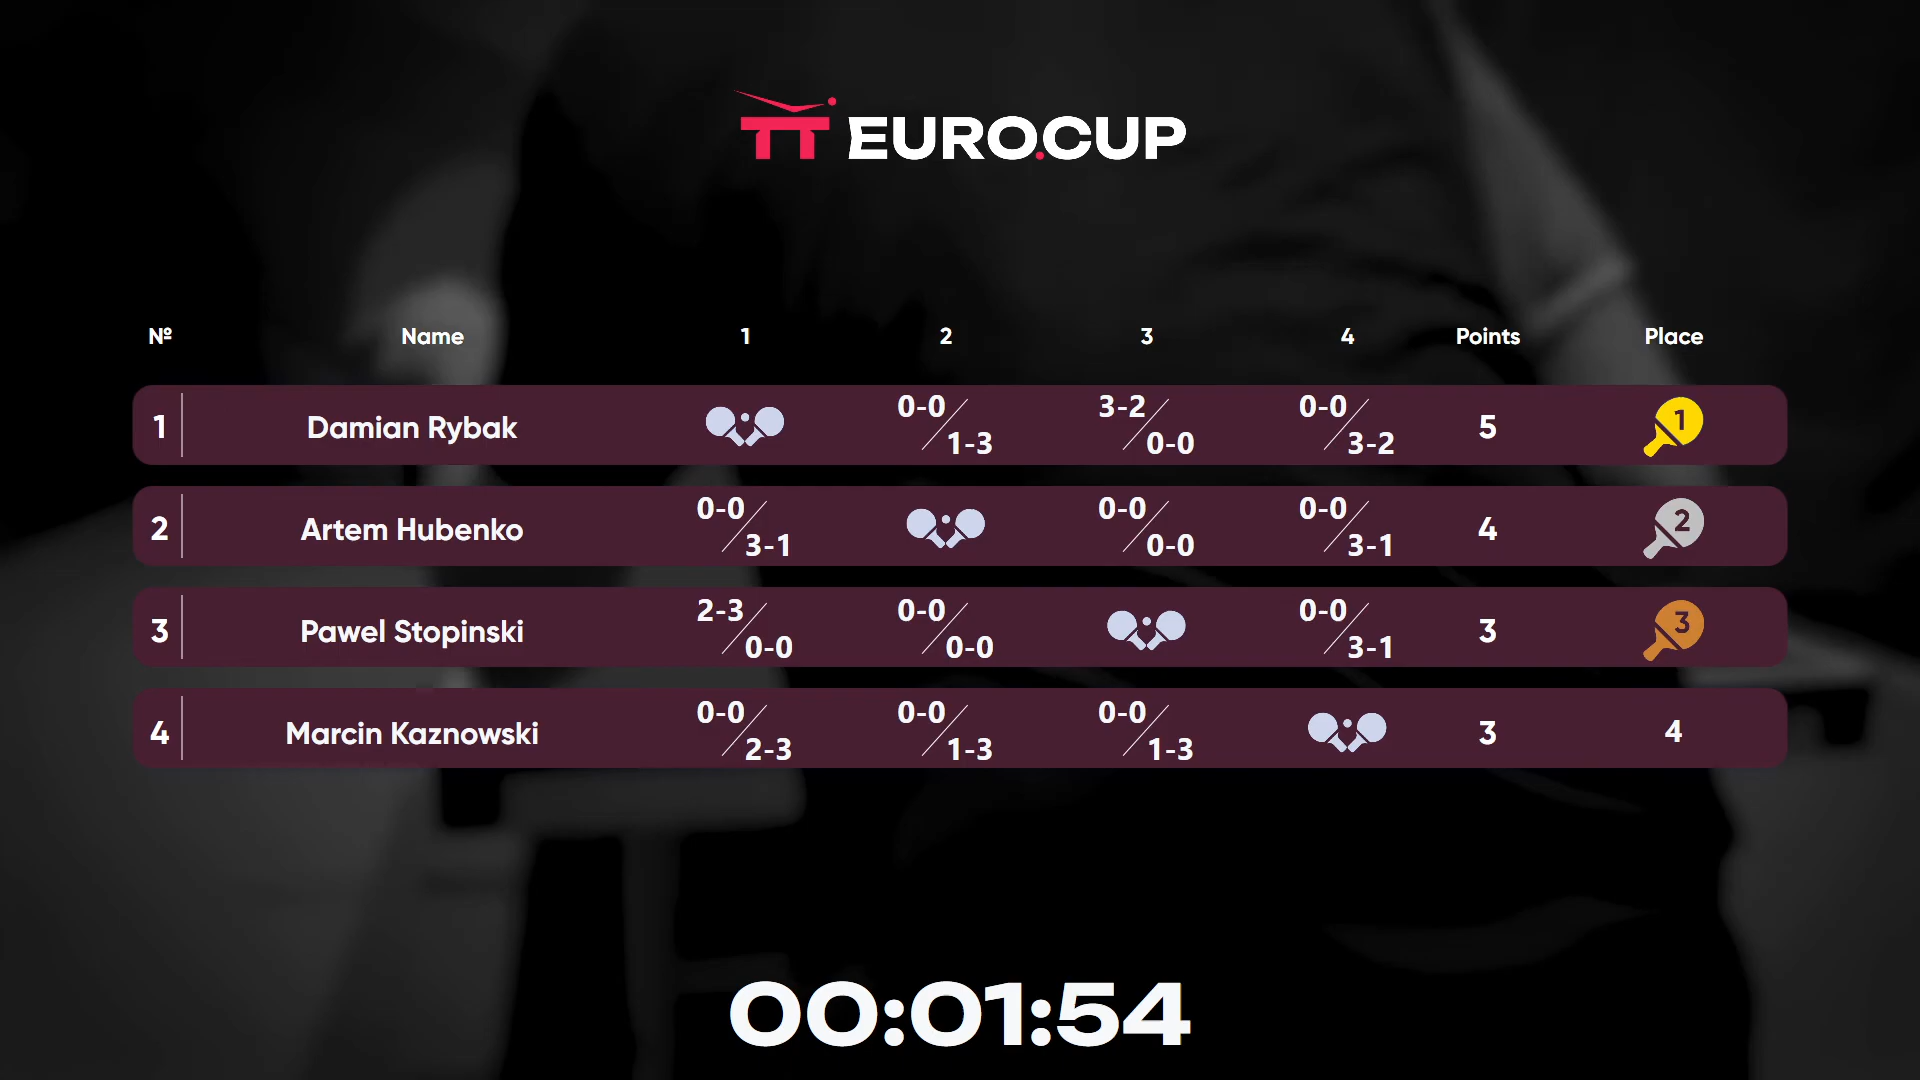 TT EURO.CUP
№ Name 1 2 3 4 Points Place
1 Damian Rybak 0-0 1-3 3-2 0-0 0-0 3-2 5 1
2 Artem Hubenko 0-0 3-1 0-0 0-0 0-0 3-1 4 2
3 Pawel Stopinski 2-3 0-0 0-0 0-0 0-0 3-1 3 3
4 Marcin Kaznowski 0-0 2-3 0-0 1-3 0-0 1-3 3 4
00:01:54